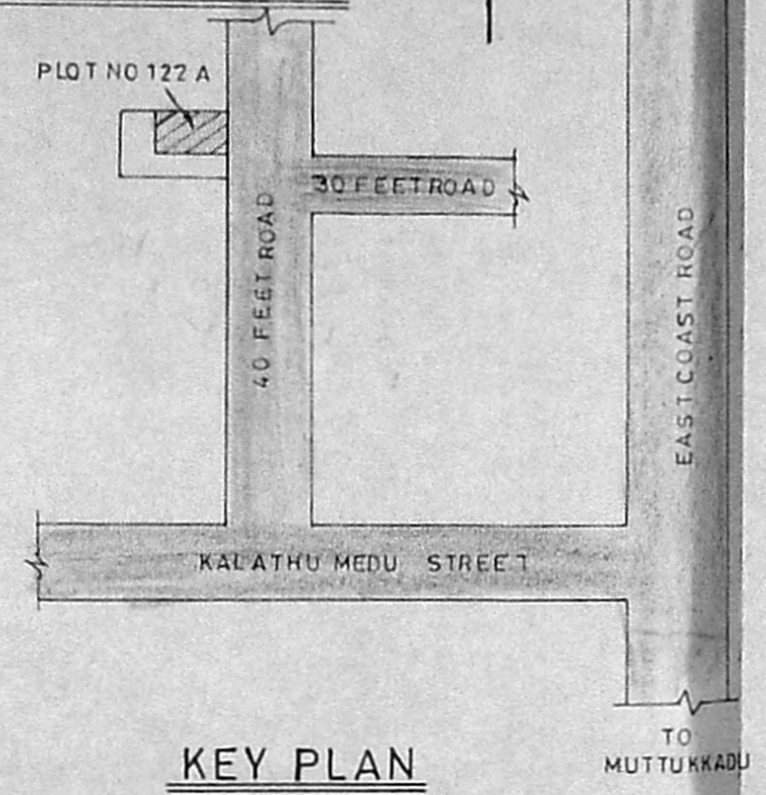 PLOT NO 122 A
30 FEET ROAD
40 FEET ROAD
EAST COAST ROAD
KALATHU MEDU STREET
KEY PLAN
TO
MUTTUKKADU